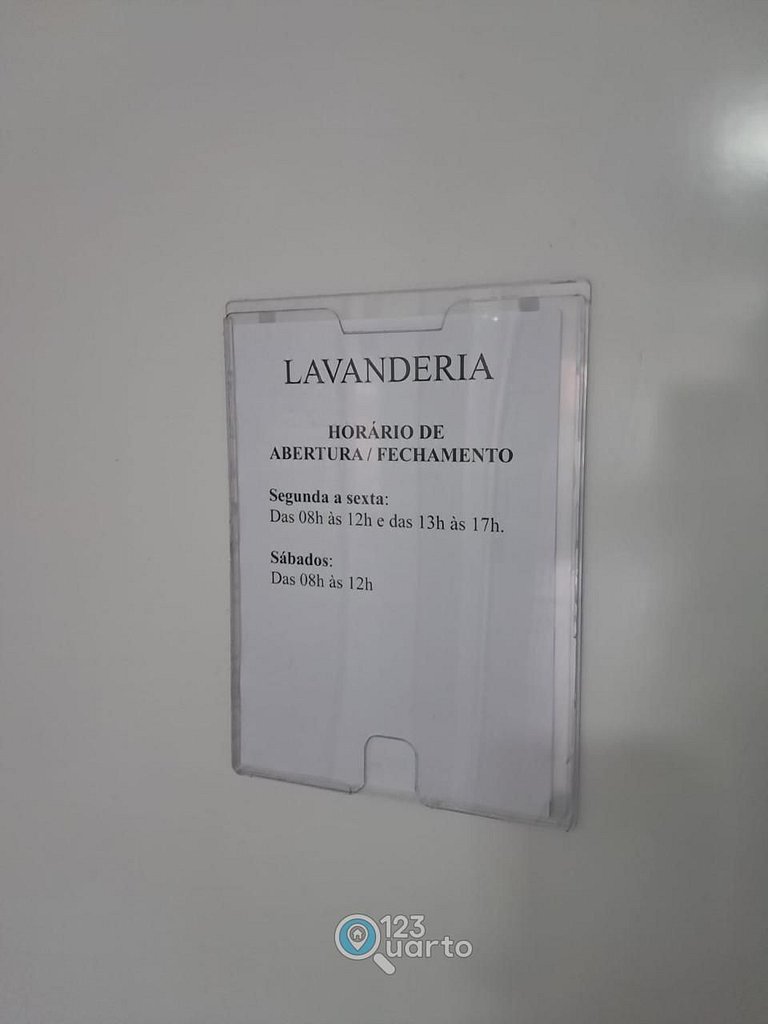 LAVANDERIA
HORÁRIO DE
ABERTURA / FECHAMENTO
Segunda a sexta:
Das 08h às 12h e das 13h às 17h.
Sábados:
Das 08h às 12h
123
Quarto